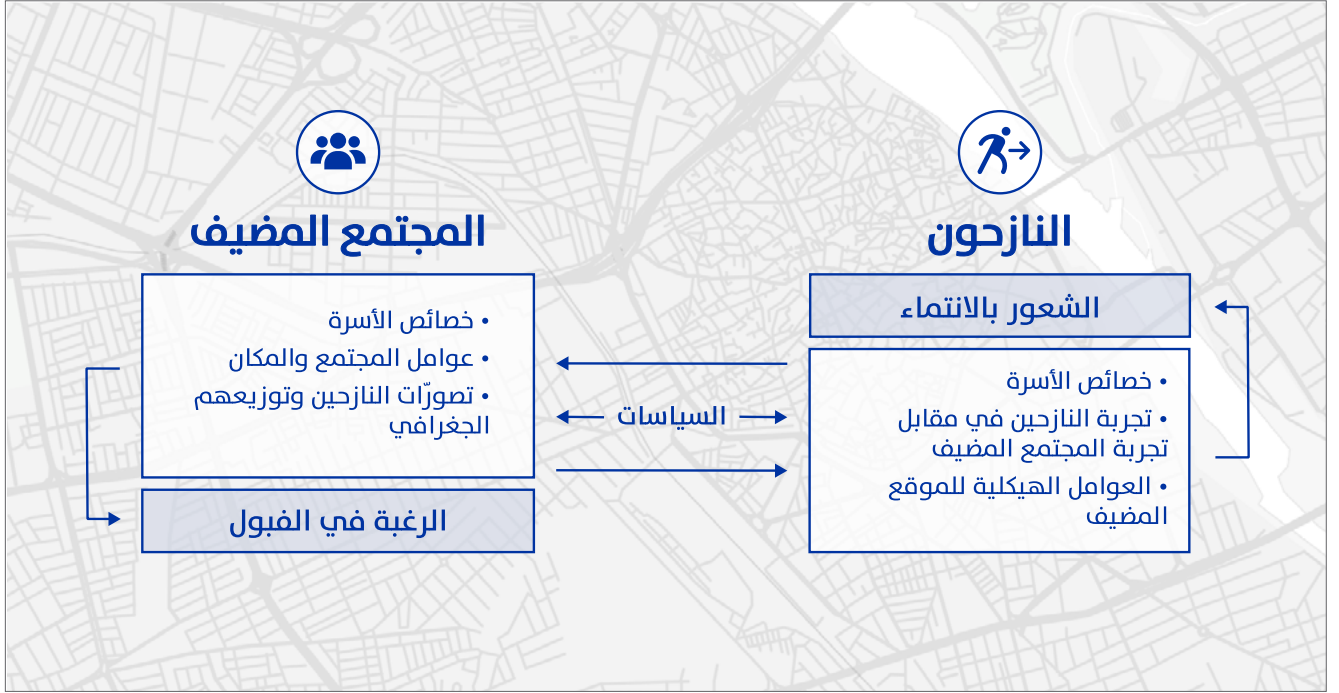 النازحون
الشعور بالانتماء
• خصائص الأسرة
• تجربة النازحين في مقابل
تجربة المجتمع المضيف
• العوامل الهيكلية للموقع
المضيف
السياسات
المجتمع المضيف
• خصائص الأسرة
• عوامل المجتمع والمكان
• تصورّات النازحين وتوزيعهم
الجغرافي
الرغبة في الفبول